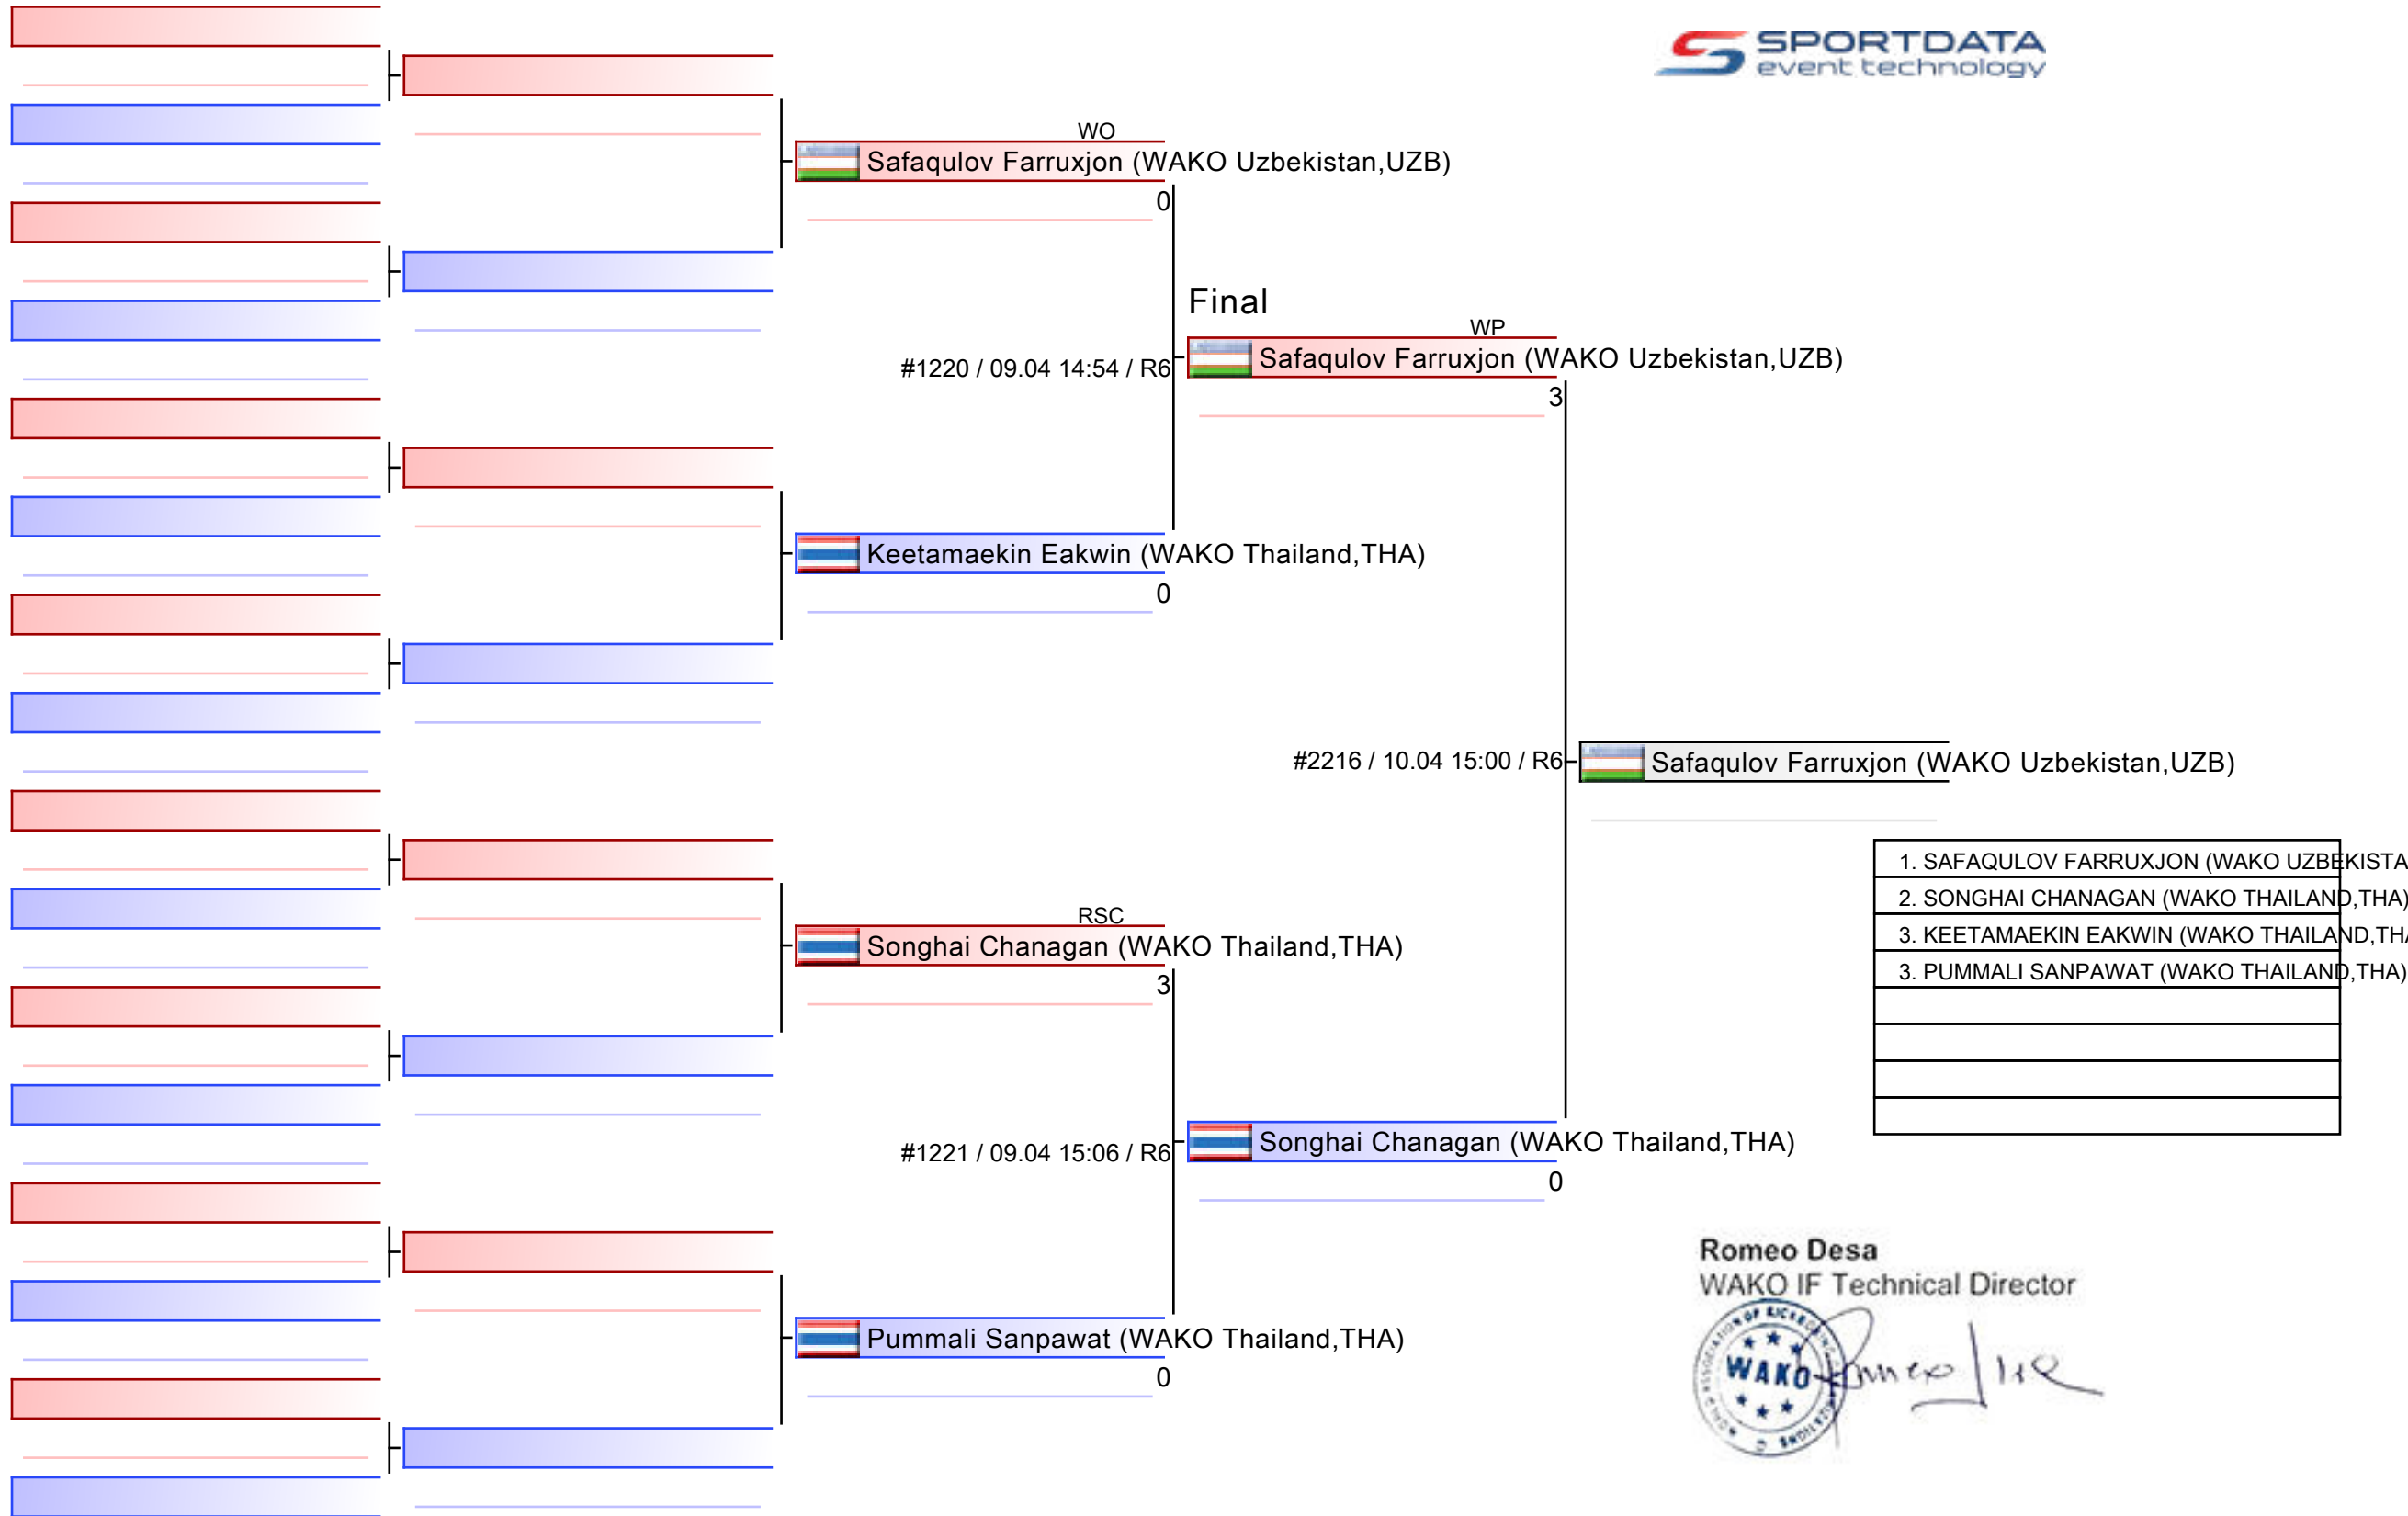 SPORTDATA
event technology
WO
Safaqulov Farruxjon (WAKO Uzbekistan,UZB)
0
Final
WP
#1220 / 09.04 14:54 / R6
Safaqulov Farruxjon (WAKO Uzbekistan,UZB)
3
Keetamaekin Eakwin (WAKO Thailand,THA)
0
#2216 / 10.04 15:00 / R6
Safaqulov Farruxjon (WAKO Uzbekistan,UZB)
1. SAFAQULOV FARRUXJON (WAKO UZBEKISTA
2. SONGHAI CHANAGAN (WAKO THAILAND,THA)
3. KEETAMAEKIN EAKWIN (WAKO THAILAND,THA
3. PUMMALI SANPAWAT (WAKO THAILAND,THA)
RSC
Songhai Chanagan (WAKO Thailand,THA)
3
#1221 / 09.04 15:06 / R6
Songhai Chanagan (WAKO Thailand,THA)
0
Pummali Sanpawat (WAKO Thailand,THA)
0
Romeo Desa
WAKO IF Technical Director
WAKO